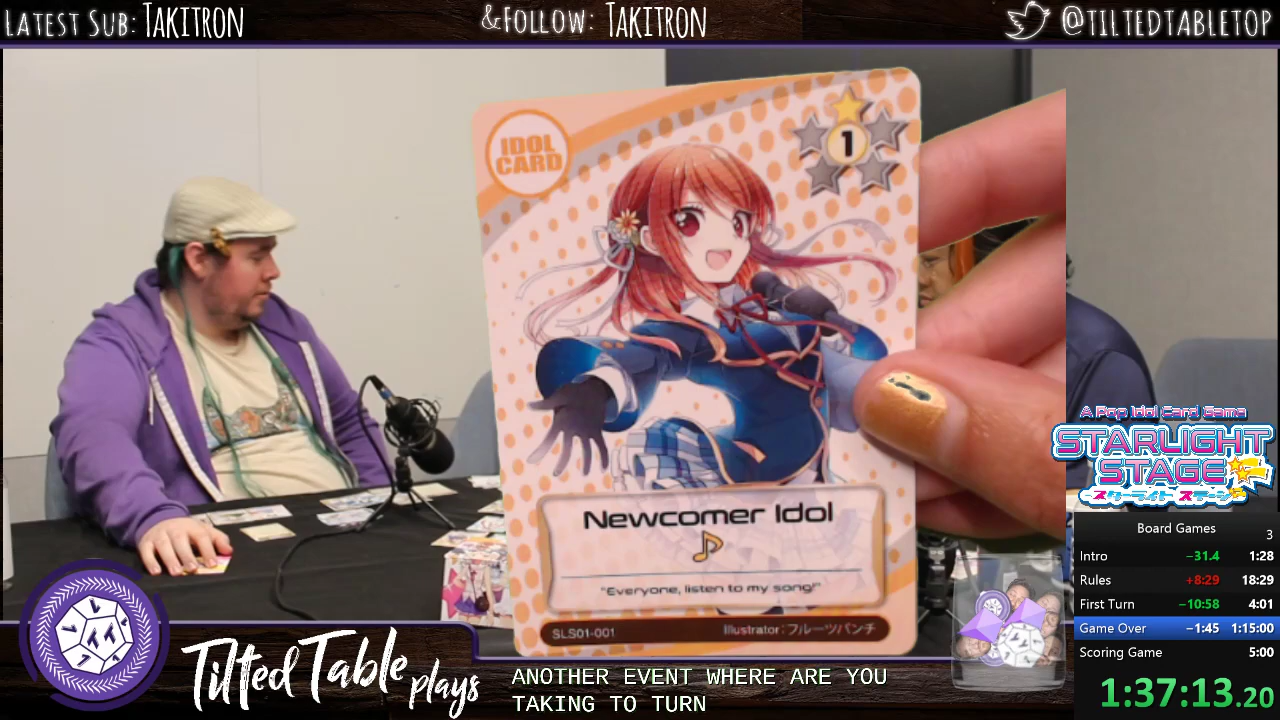 LATEST SUB: TAKITRON
&FOLLOW: TAKITRON
@TILTEDTABLETOP
IDOL
CARD
1
Newcomer Idol
"Everyone, listen to my song!"
SLS01-001
Illustrator:フルーツパンチ
A Pop Idol Card Game
STARLIGHT
STAGE
~スターライト ステージ~
Board Games
3
Intro −31.4 1:28
Rules +8:29 18:29
First Turn −10:58 4:01
Game Over −1:45 1:15:00
Scoring Game 5:00
1:37:13.20
Tilted Table
plays
ANOTHER EVENT WHERE ARE YOU
TAKING TO TURN